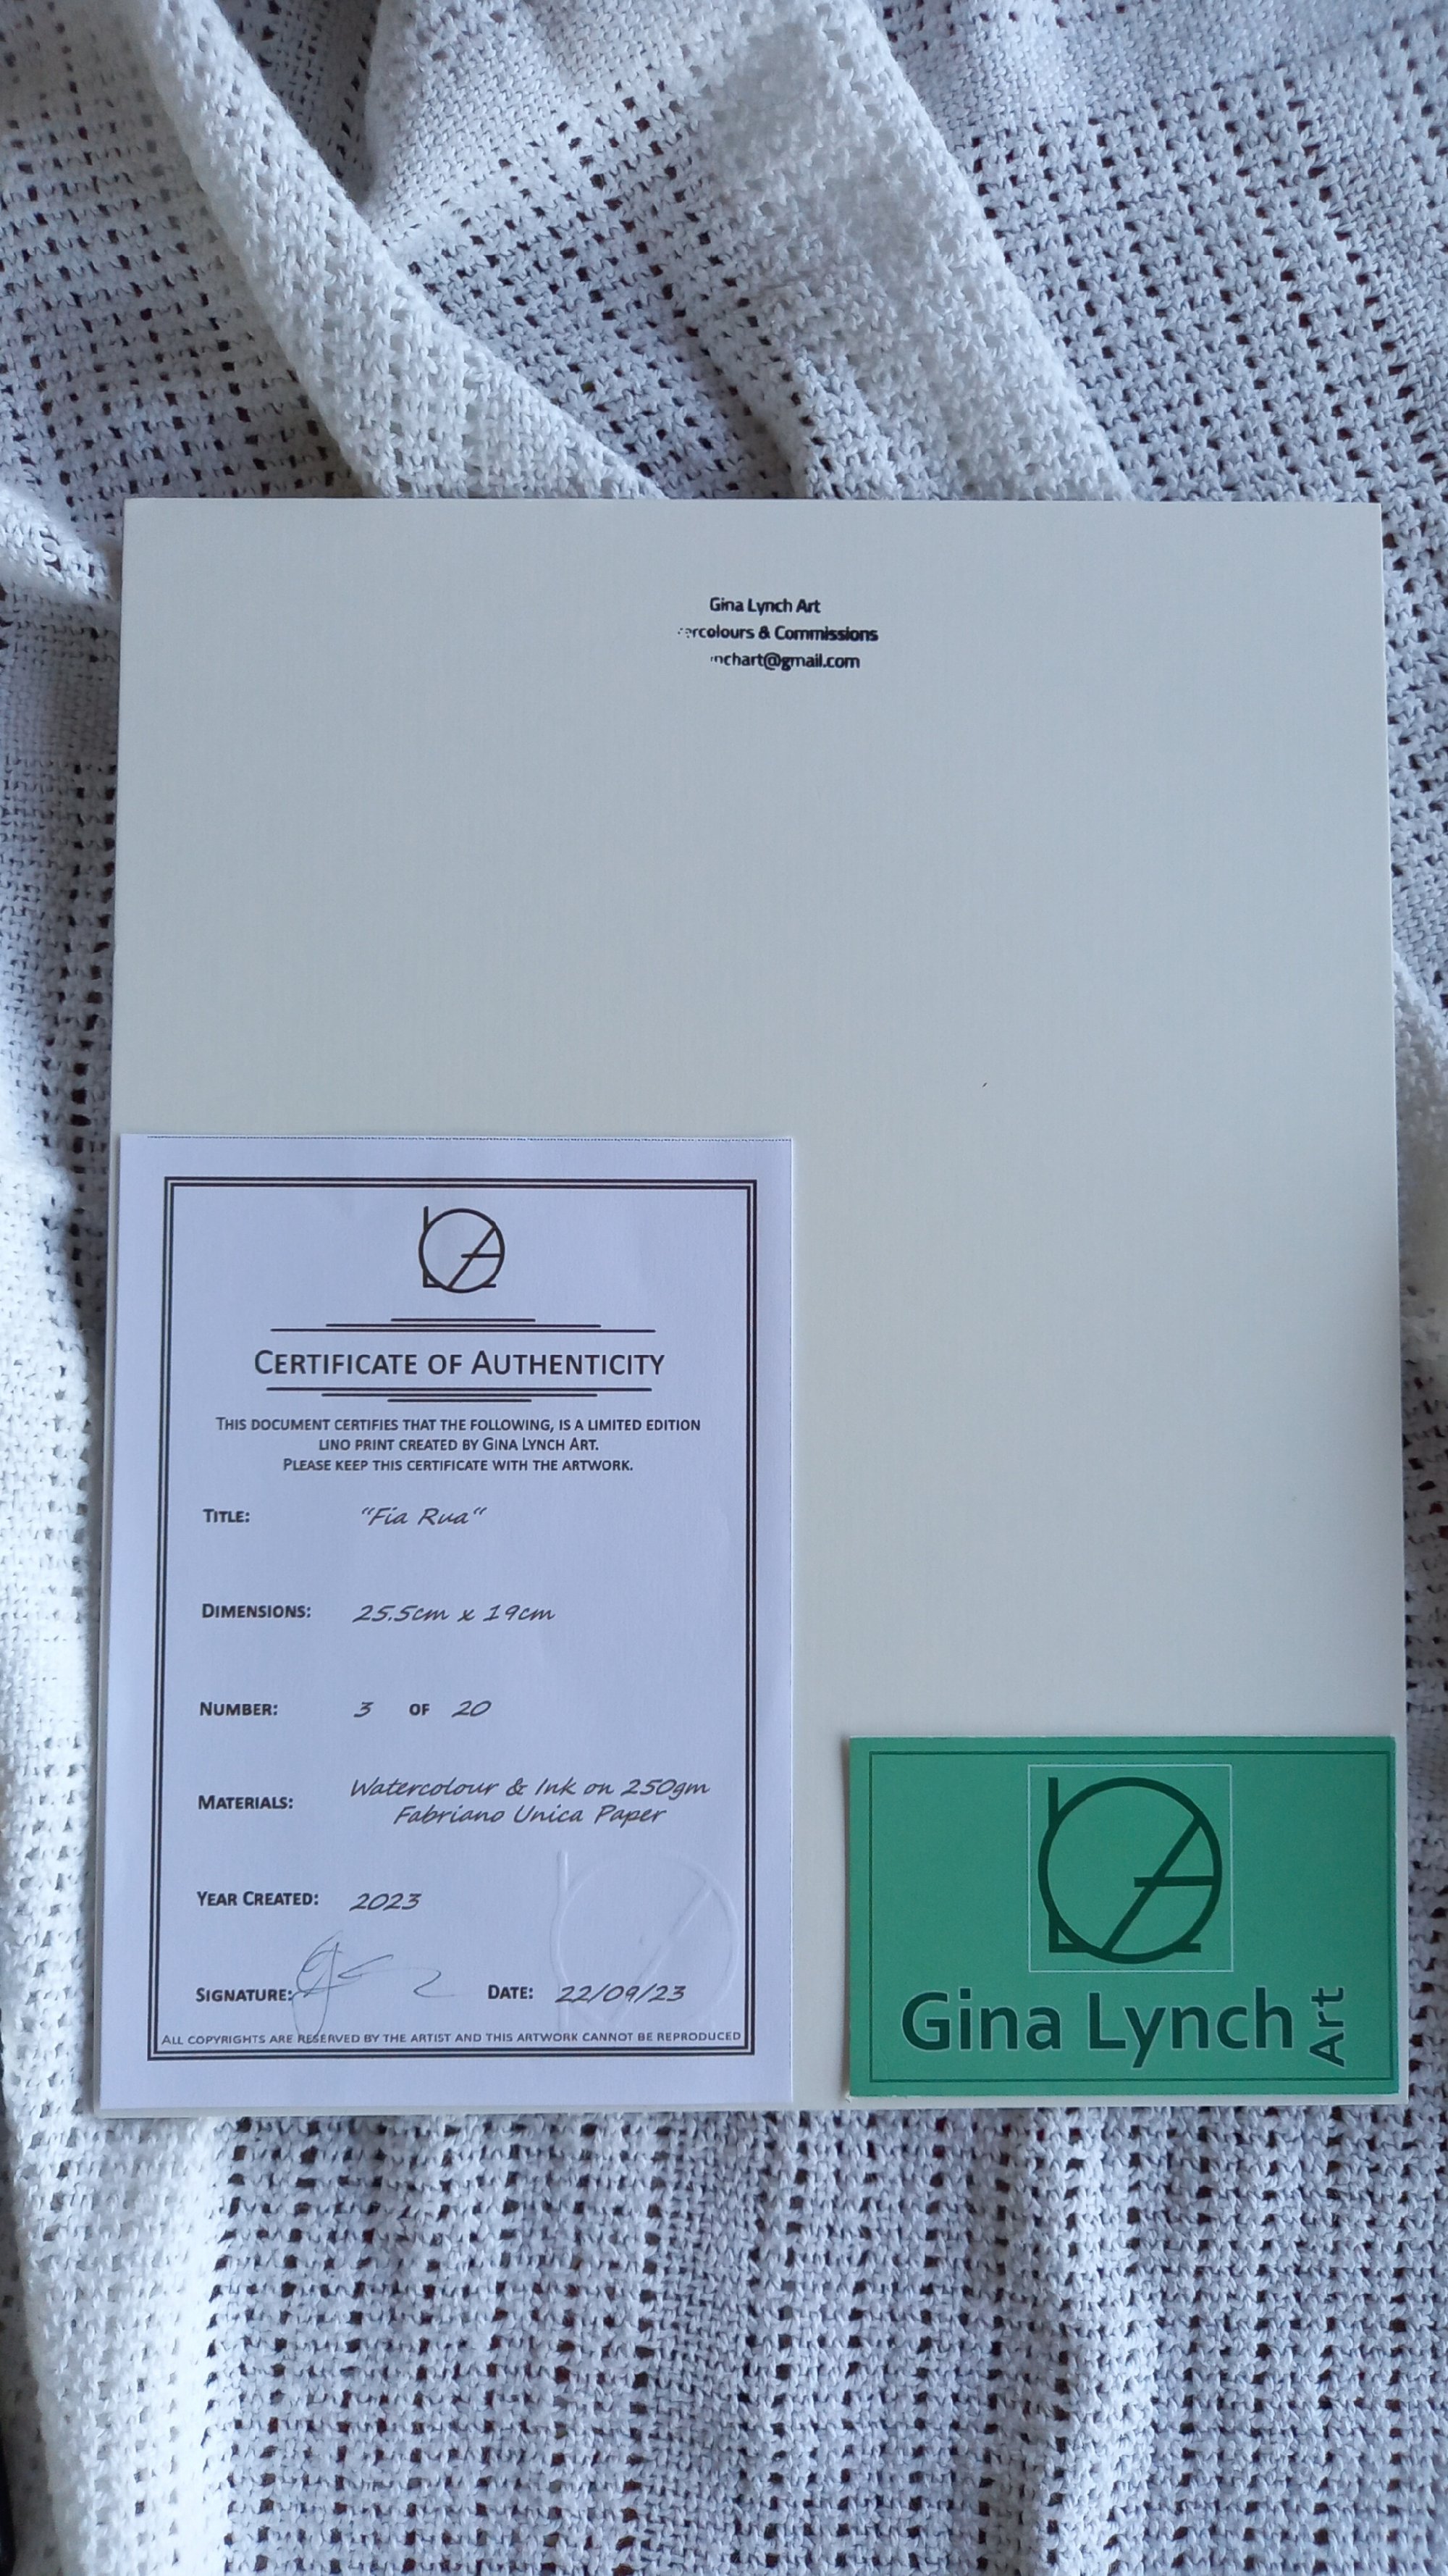 Gina Lynch Art
& Commissions
CERTIFICATE OF AUTHENTICITY
THIS DOCUMENT CERTIFIES THAT THE FOLLOWING, IS A LIMITED EDITION
LINO PRINT CREATED BY GINA LYNCH ART.
PLEASE KEEP THIS CERTIFICATE WITH THE ARTWORK.
TITLE: "Fia Rua"
DIMENSIONS: 25.5cm x 19cm
NUMBER: 3 OF 20
MATERIALS: Watercolour & Ink on 250gm
Fabriano Unica Paper
YEAR CREATED: 2023
SIGNATURE: DATE: 22/09/23
ALL COPYRIGHTS ARE RESERVED BY THE ARTIST AND THIS ARTWORK CANNOT BE REPRODUCED
Gina Lynch Art